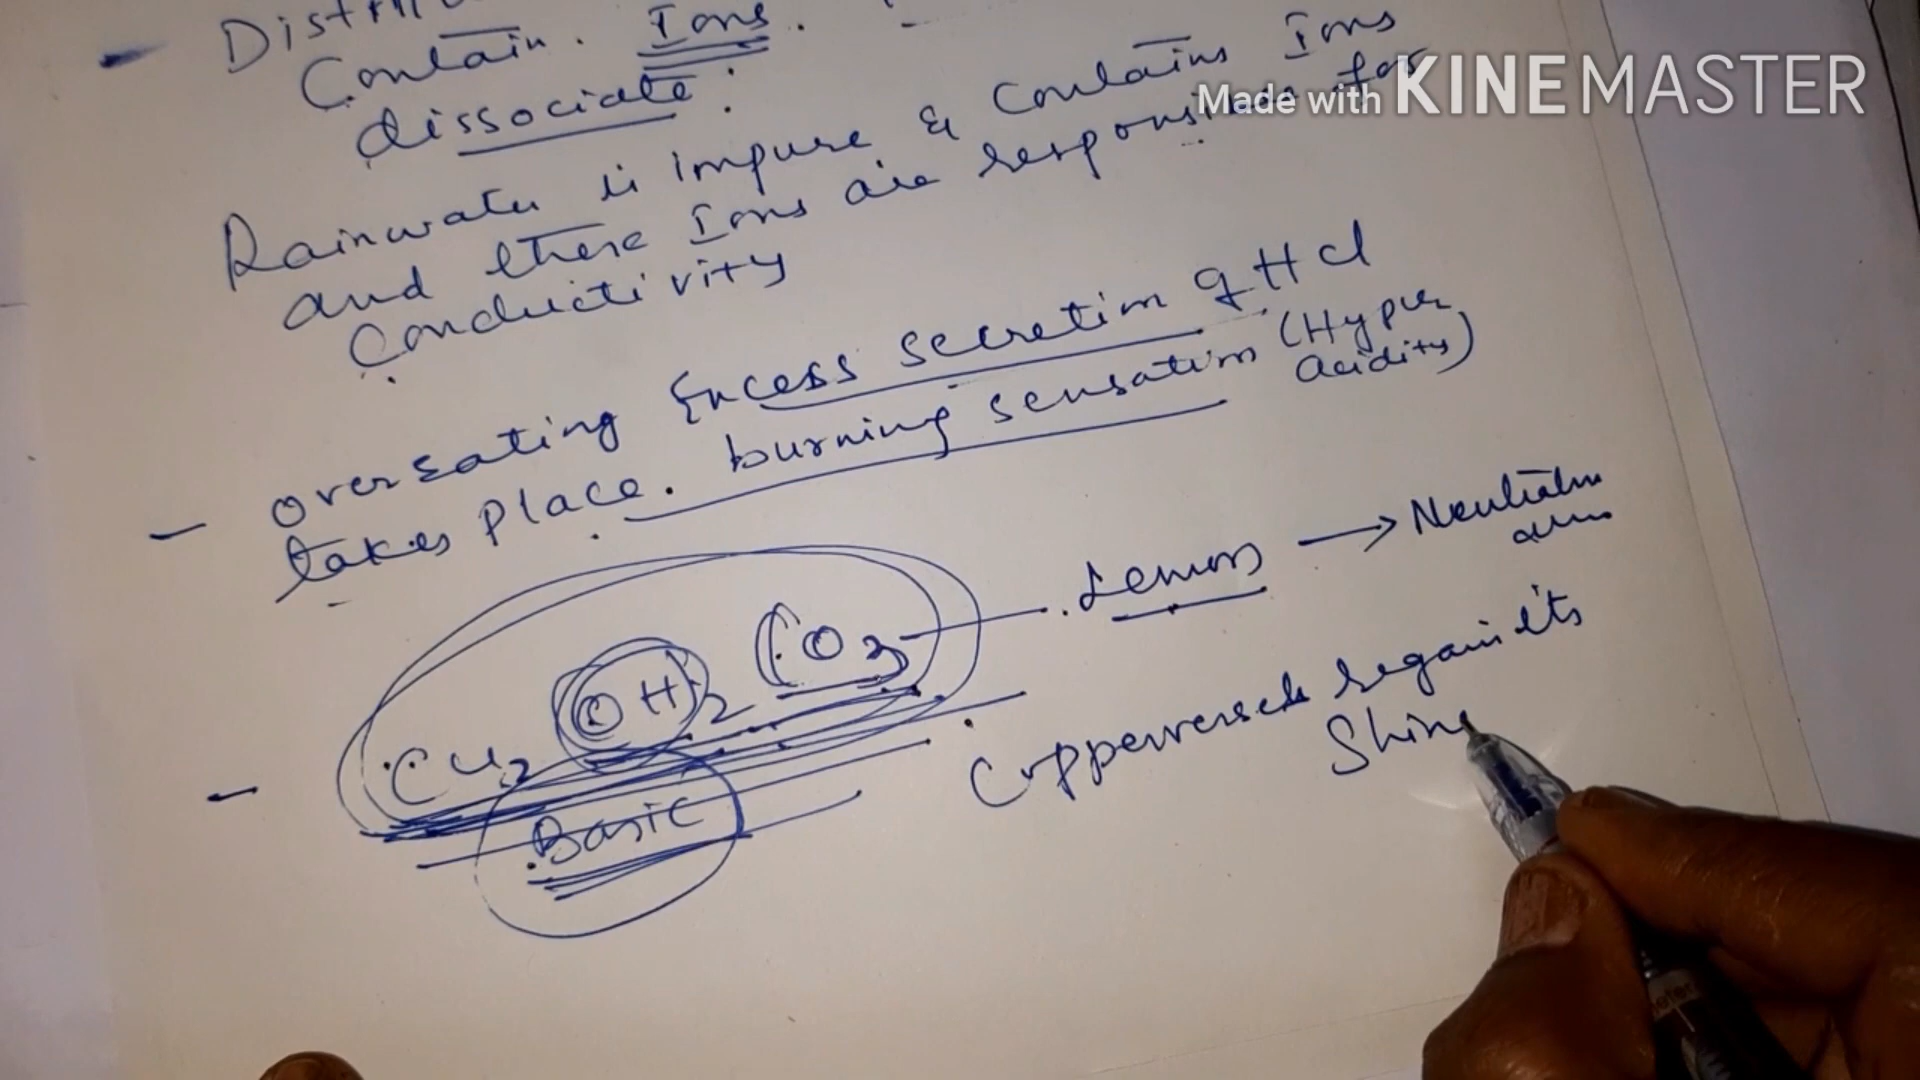 - Distill
Contain. Ions.
dissociate.
Rainwater is impure & Contains Ions
and these Ions are responsible for
Conductivity
- overeating Excess secretion of HCl
takes place. burning sensation (Hyper
acidity)
- Cu2 (OH)2 CO3 Lemon → Neutralise
Basic
Copper vessels regain its
Shine
Made with KINEMASTER